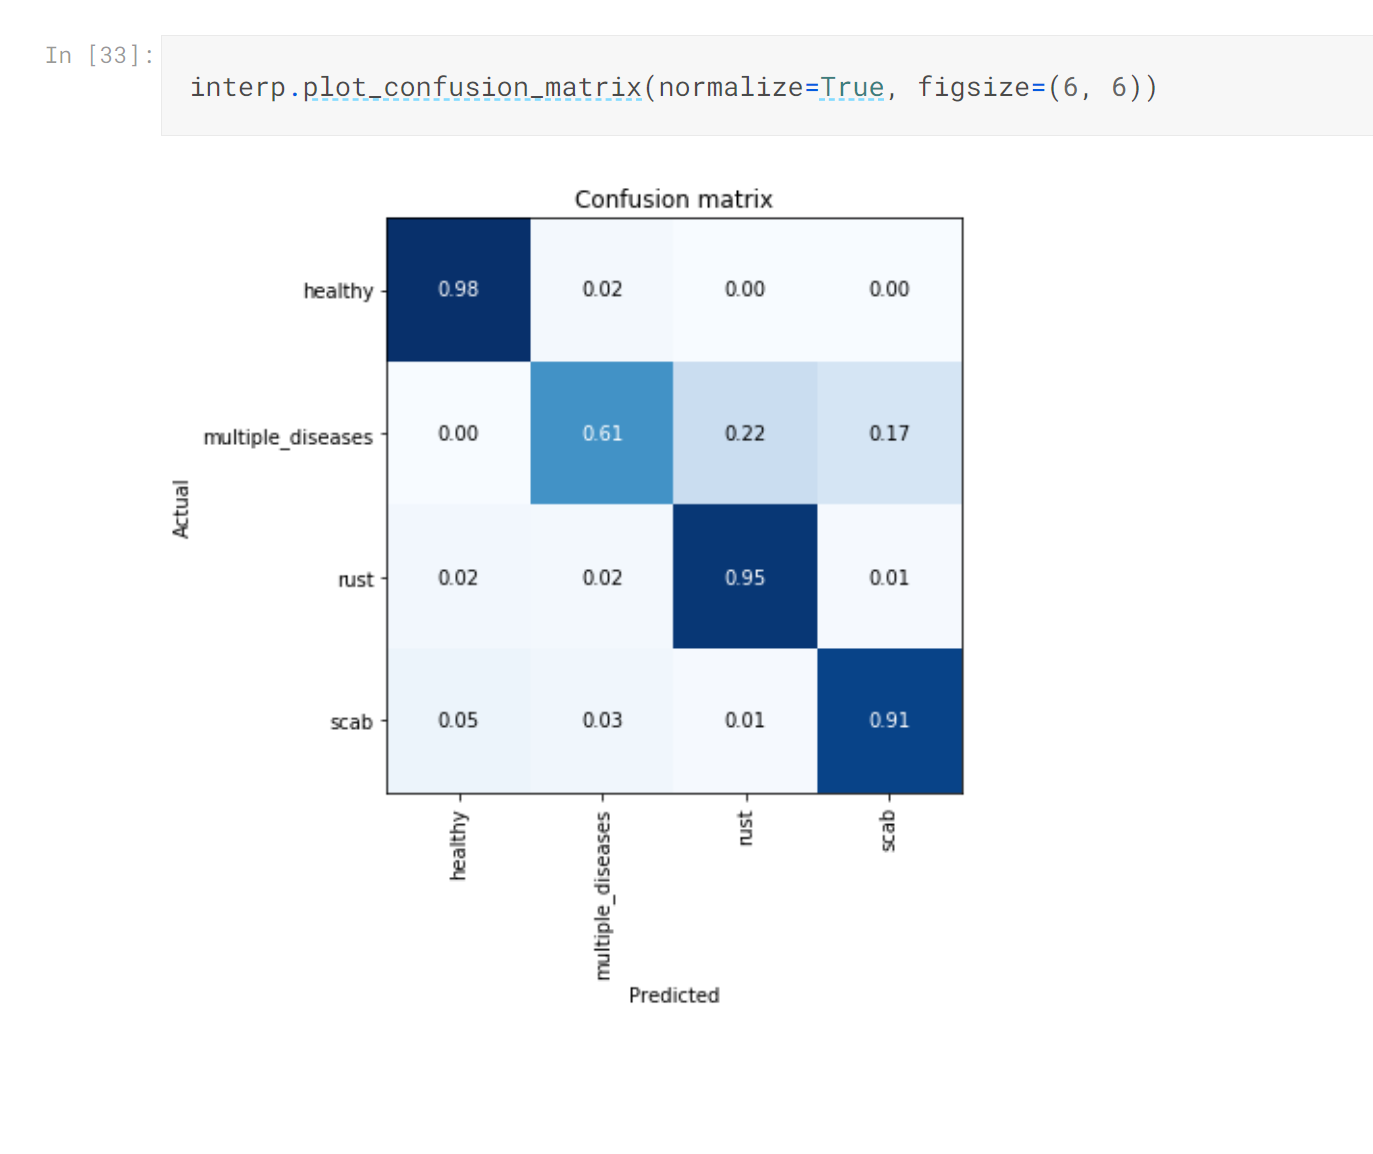 In [33]:
interp.plot_confusion_matrix(normalize=True, figsize=(6, 6))
Confusion matrix
healthy 0.98 0.02 0.00 0.00
multiple_diseases 0.00 0.61 0.22 0.17
Actual
rust 0.02 0.02 0.95 0.01
scab 0.05 0.03 0.01 0.91
healthy multiple_diseases rust scab
Predicted